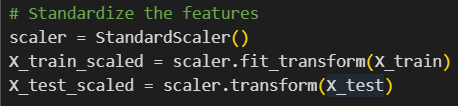 # Standardize the features
scaler = StandardScaler()
X_train_scaled = scaler.fit_transform(X_train)
X_test_scaled = scaler.transform(X_test)